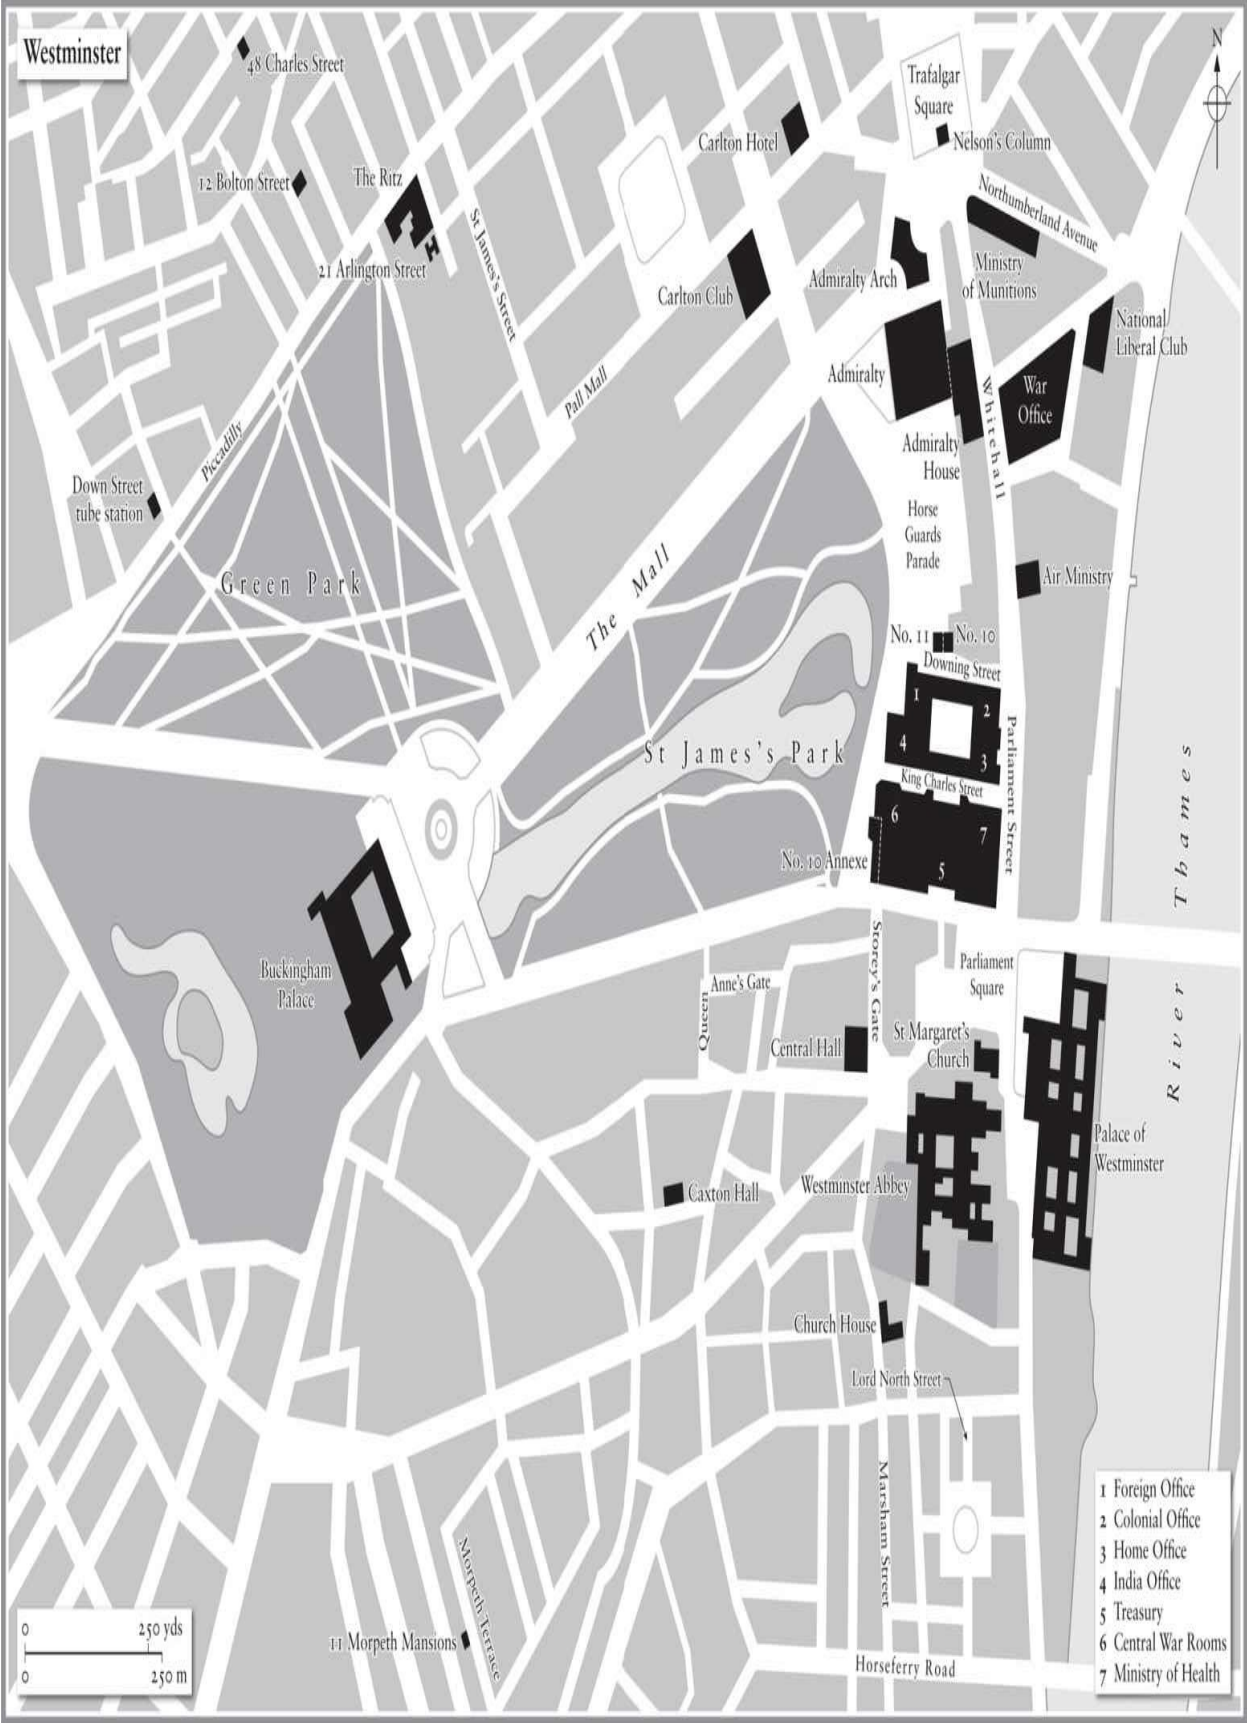 Westminster
48 Charles Street
N
Trafalgar
Square
Carlton Hotel
Nelson's Column
12 Bolton Street
The Ritz
Northumberland Avenue
St James's Street
21 Arlington Street
Ministry
of Munitions
Admiralty Arch
Carlton Club
National
Liberal Club
Admiralty
Pall Mall
Whitehall
War
Office
Piccadilly
Admiralty
House
Down Street
tube station
Horse
Guards
Parade
Green Park
The Mall
Air Ministry
No. 11
No. 10
Downing Street
1
2
St James's Park
4
3
Parliament Street
King Charles Street
6
7
5
No. 10 Annexe
River Thames
Storey's Gate
Buckingham
Palace
Parliament
Square
Queen
Anne's Gate
Central Hall
St Margaret's
Church
Palace of
Westminster
Westminster Abbey
Caxton Hall
Church House
Lord North Street
Marsham Street
Morpeth Terrace
11 Morpeth Mansions
Horseferry Road
1 Foreign Office
2 Colonial Office
3 Home Office
4 India Office
5 Treasury
6 Central War Rooms
7 Ministry of Health
0 250 yds
0 250 m